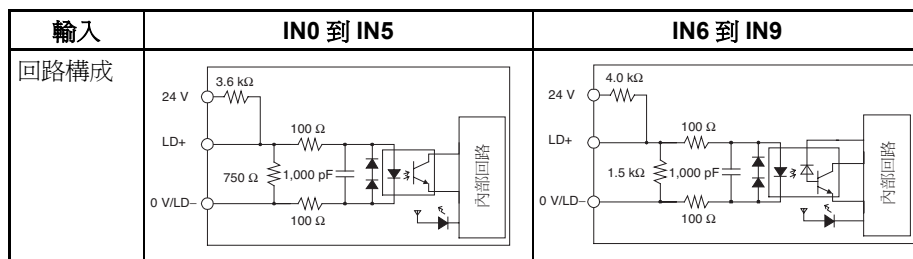 輸入 IN0 到 IN5 IN6 到 IN9
回路構成
3.6 kΩ
24 V
LD+
100 Ω
750 Ω
1,000 pF
0 V/LD−
100 Ω
內部回路
4.0 kΩ
24 V
LD+
100 Ω
1.5 kΩ
1,000 pF
0 V/LD−
100 Ω
內部回路